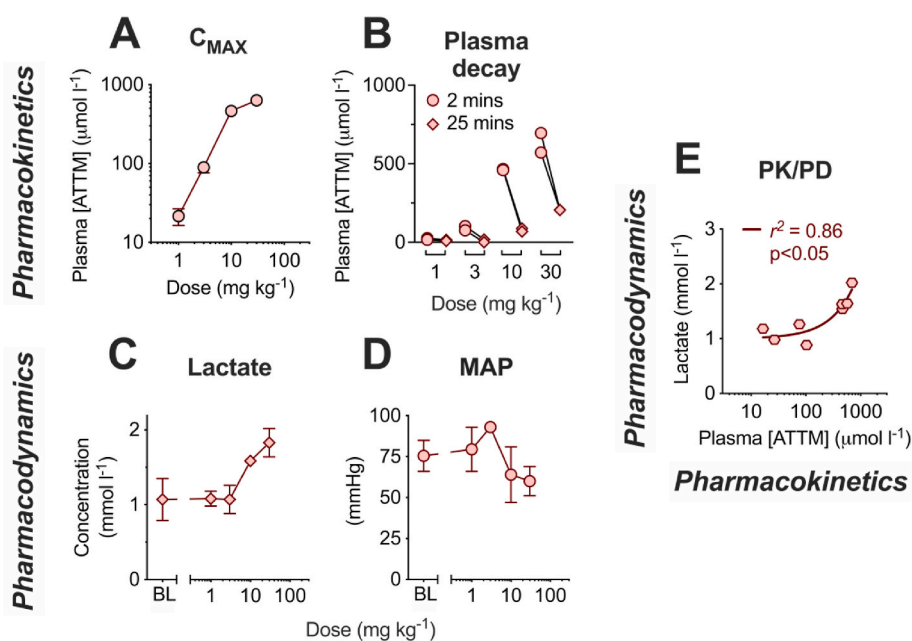 Pharmacokinetics
A
C_MAX
Plasma [ATTM] (μmol l⁻¹)
1000
100
10
1
10
100
Dose (mg kg⁻¹)
B
Plasma
decay
2 mins
25 mins
Plasma [ATTM] (μmol l⁻¹)
1000
500
0
1
3
10
30
Dose (mg kg⁻¹)
Pharmacodynamics
C
Lactate
Concentration
(mmol l⁻¹)
2
1
0
BL
1
10
100
D
MAP
(mmHg)
100
75
50
25
0
BL
1
10
100
Dose (mg kg⁻¹)
E
PK/PD
Pharmacodynamics
Lactate (mmol l⁻¹)
r² = 0.86
p<0.05
3
2
1
0
10
100
1000
Plasma [ATTM] (μmol l⁻¹)
Pharmacokinetics